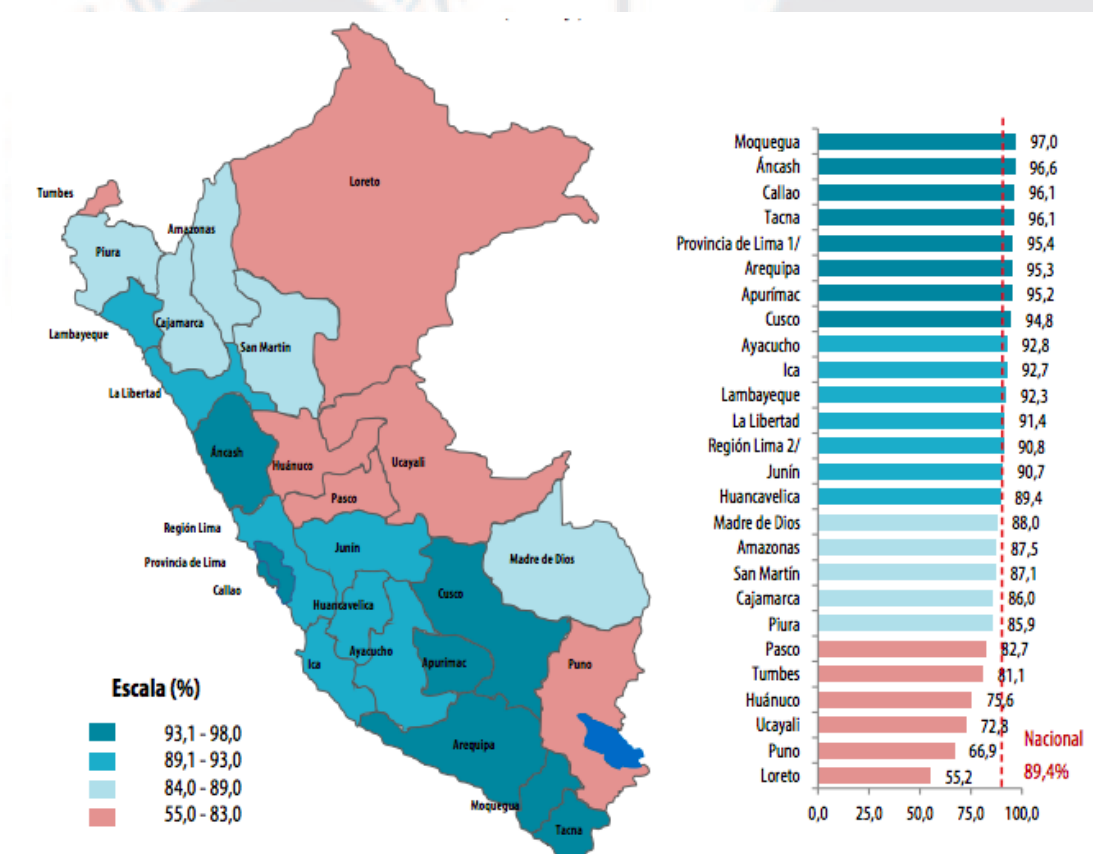 Loreto
Tumbes
Amazonas
Piura
Cajamarca
Lambayeque
San Martín
La Libertad
Áncash
Huánuco
Ucayali
Pasco
Región Lima
Junín
Provincia de Lima
Madre de Dios
Callao
Cusco
Huancavelica
Ayacucho
Apurímac
Ica
Puno
Arequipa
Moquegua
Tacna
Escala (%)
93,1 - 98,0
89,1 - 93,0
84,0 - 89,0
55,0 - 83,0
Moquegua 97,0
Áncash 96,6
Callao 96,1
Tacna 96,1
Provincia de Lima 1/ 95,4
Arequipa 95,3
Apurímac 95,2
Cusco 94,8
Ayacucho 92,8
Ica 92,7
Lambayeque 92,3
La Libertad 91,4
Región Lima 2/ 90,8
Junín 90,7
Huancavelica 89,4
Madre de Dios 88,0
Amazonas 87,5
San Martín 87,1
Cajamarca 86,0
Piura 85,9
Pasco 82,7
Tumbes 81,1
Huánuco 75,6
Ucayali 72,8
Puno 66,9
Loreto 55,2
Nacional
89,4%
0,0 25,0 50,0 75,0 100,0